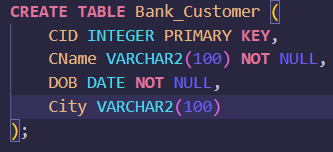 CREATE TABLE Bank_Customer (
    CID INTEGER PRIMARY KEY,
    CName VARCHAR2(100) NOT NULL,
    DOB DATE NOT NULL,
    City VARCHAR2(100)
);